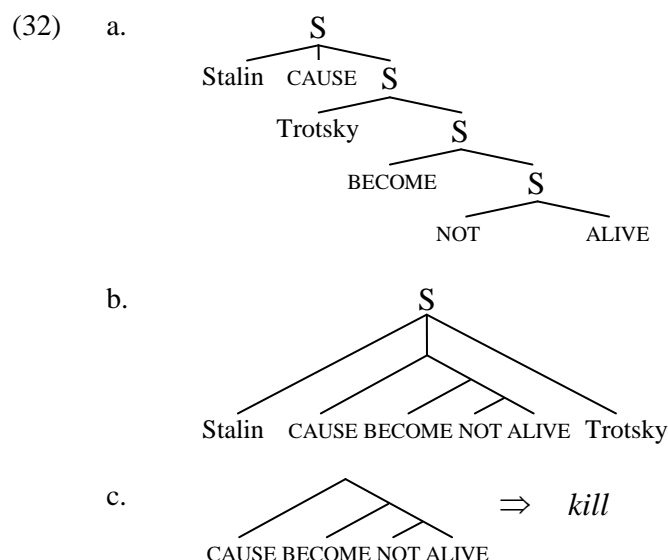 (32) a. S
Stalin CAUSE S
Trotsky S
BECOME S
NOT ALIVE
b. S
Stalin CAUSE BECOME NOT ALIVE Trotsky
c. ⇒ kill
CAUSE BECOME NOT ALIVE